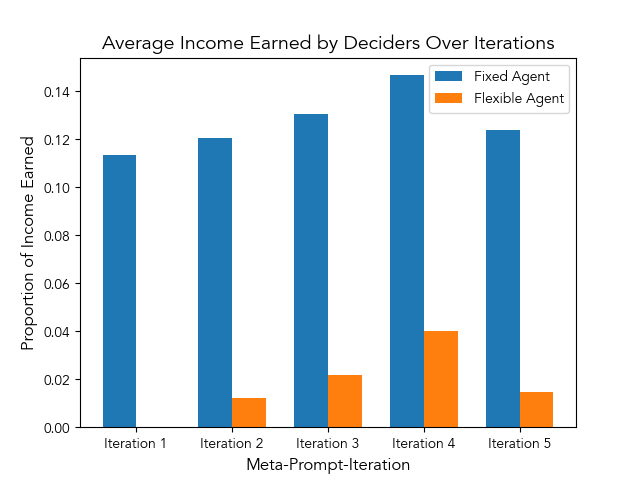 Average Income Earned by Deciders Over Iterations
Fixed Agent
Flexible Agent
Proportion of Income Earned
0.14
0.12
0.10
0.08
0.06
0.04
0.02
0.00
Iteration 1 Iteration 2 Iteration 3 Iteration 4 Iteration 5
Meta-Prompt-Iteration